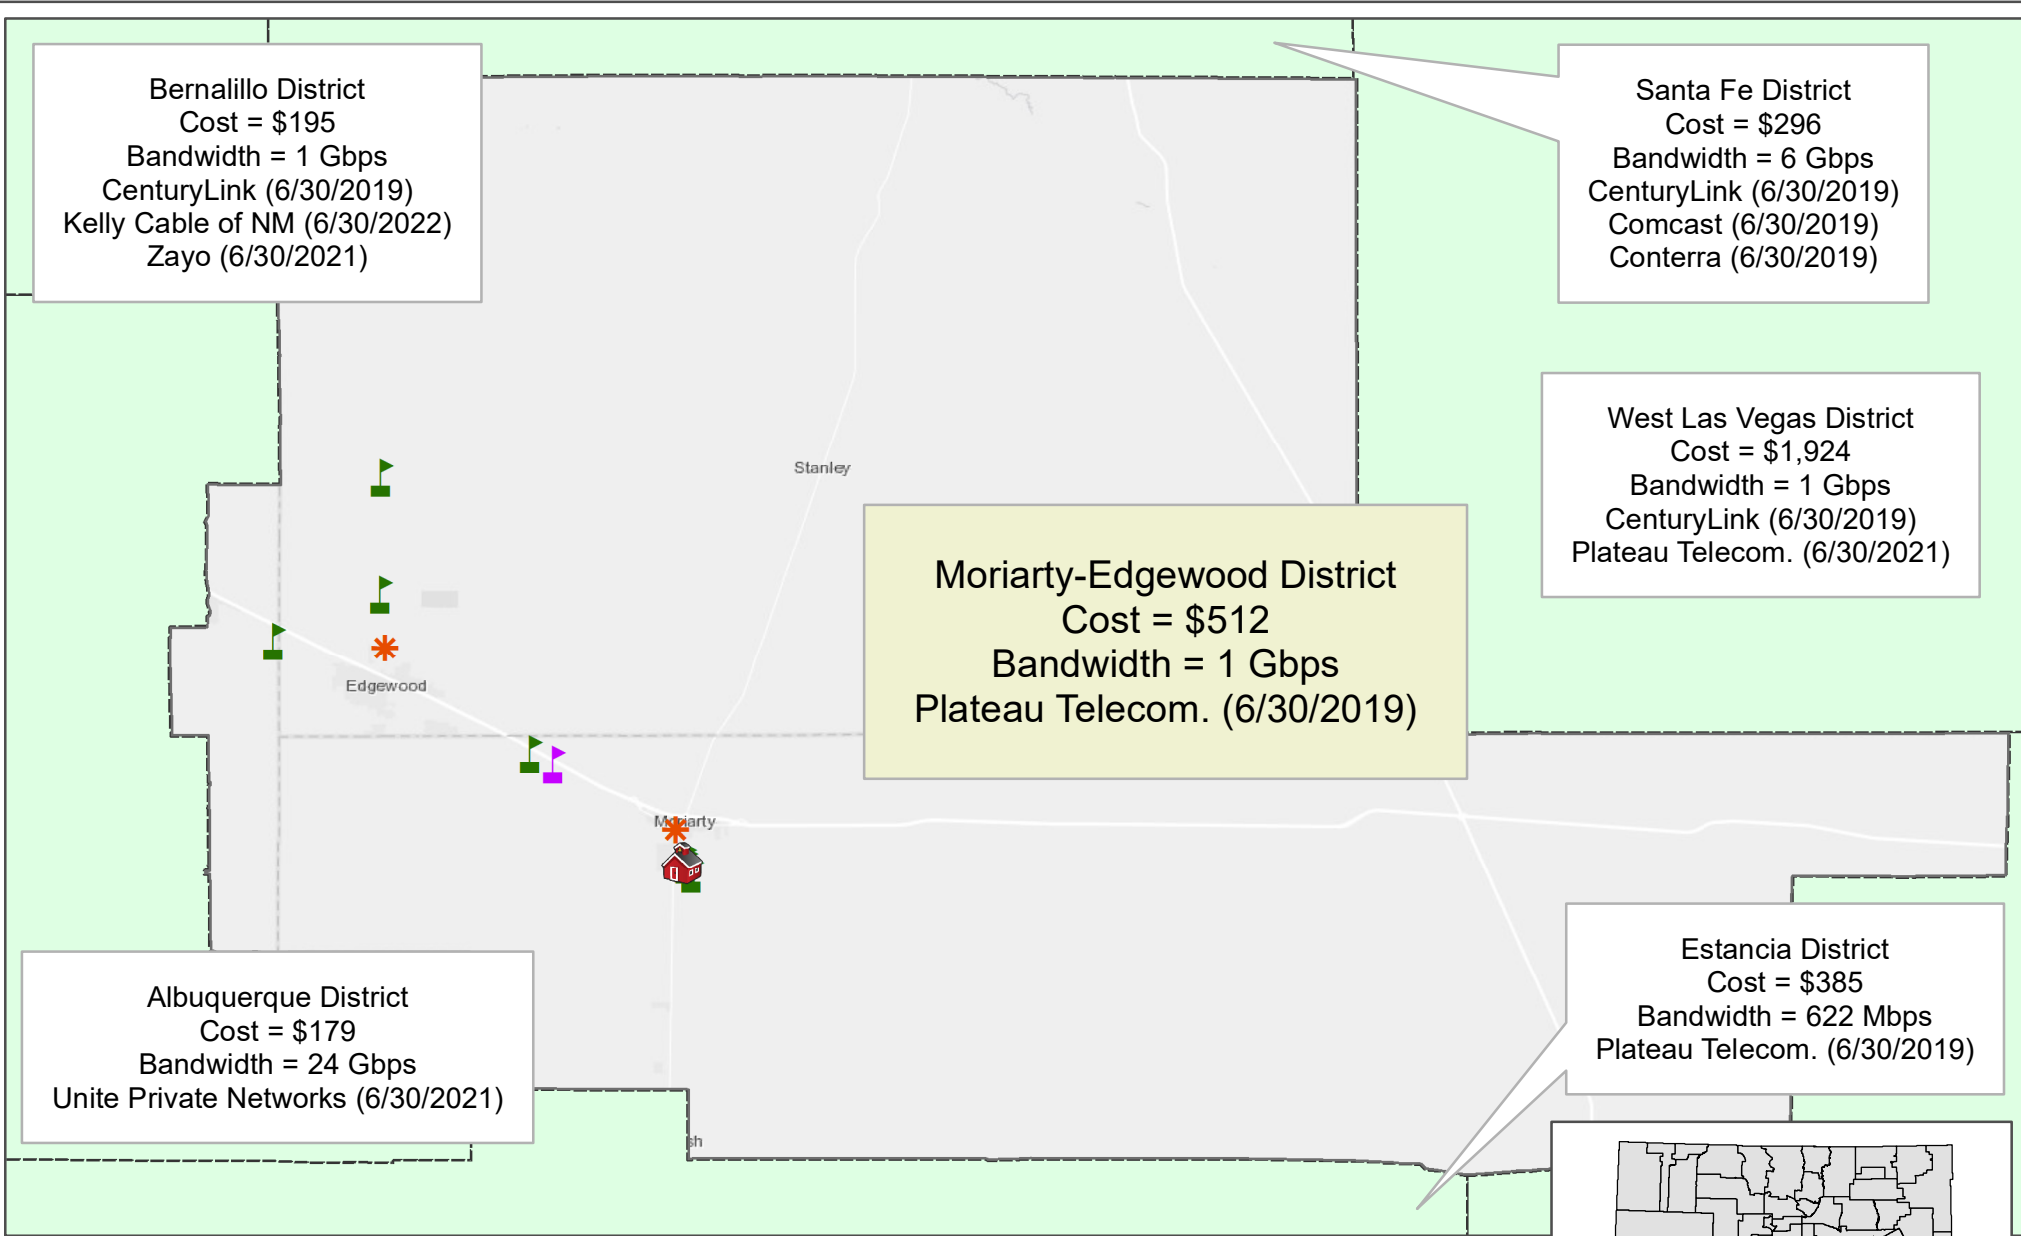 Bernalillo District
Cost = $195
Bandwidth = 1 Gbps
CenturyLink (6/30/2019)
Kelly Cable of NM (6/30/2022)
Zayo (6/30/2021)
Santa Fe District
Cost = $296
Bandwidth = 6 Gbps
CenturyLink (6/30/2019)
Comcast (6/30/2019)
Conterra (6/30/2019)
West Las Vegas District
Cost = $1,924
Bandwidth = 1 Gbps
CenturyLink (6/30/2019)
Plateau Telecom. (6/30/2021)
Stanley
Moriarty-Edgewood District
Cost = $512
Bandwidth = 1 Gbps
Plateau Telecom. (6/30/2019)
Edgewood
Moriarty
Estancia District
Cost = $385
Bandwidth = 622 Mbps
Plateau Telecom. (6/30/2019)
Albuquerque District
Cost = $179
Bandwidth = 24 Gbps
Unite Private Networks (6/30/2021)